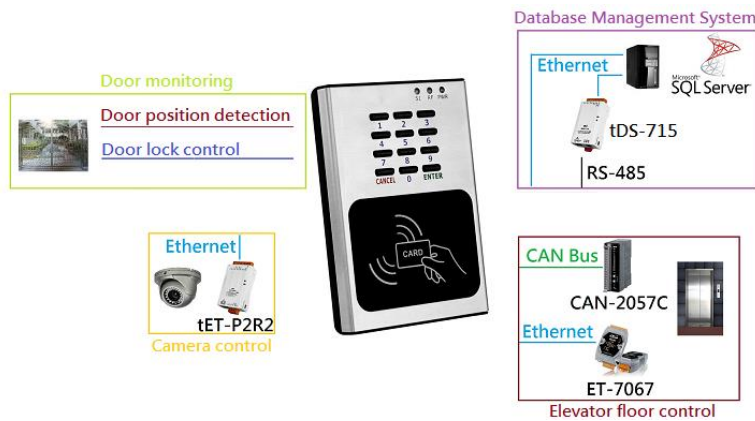 Database Management System
Ethernet
Microsoft
SQL Server
tDS-715
RS-485
Door monitoring
Door position detection
Door lock control
1 2 3
4 5 6
7 8 9
CANCEL 0 ENTER
CARD
Ethernet
tET-P2R2
Camera control
CAN Bus
CAN-2057C
Ethernet
ET-7067
Elevator floor control